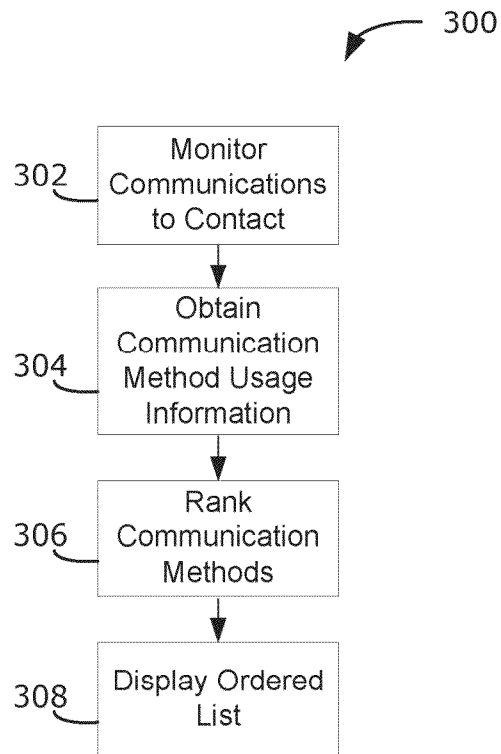 300
302
Monitor
Communications
to Contact
304
Obtain
Communication
Method Usage
Information
306
Rank
Communication
Methods
308
Display Ordered
List